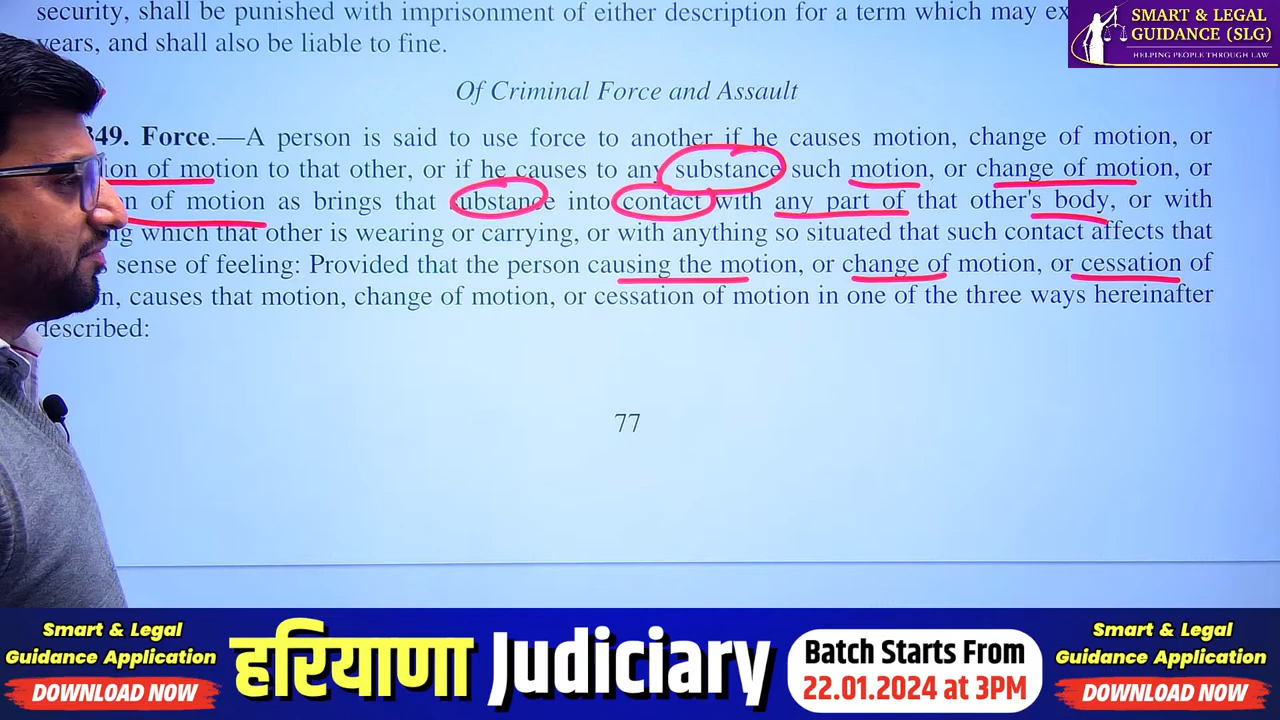 security, shall be punished with imprisonment of either description for a term which may
years, and shall also be liable to fine.
SMART & LEGAL
GUIDANCE (SLG)
HELPING PEOPLE THROUGH LAW
Of Criminal Force and Assault
349. Force.—A person is said to use force to another if he causes motion, change of motion, or
of motion to that other, or if he causes to any substance such motion, or change of motion, or
of motion as brings that substance into contact with any part of that other's body, or with
which that other is wearing or carrying, or with anything so situated that such contact affects that
sense of feeling: Provided that the person causing the motion, or change of motion, or cessation of
causes that motion, change of motion, or cessation of motion in one of the three ways hereinafter
described:
77
Smart & Legal
Guidance Application
DOWNLOAD NOW
हरियाणा Judiciary
Batch Starts From
22.01.2024 at 3PM
Smart & Legal
Guidance Application
DOWNLOAD NOW